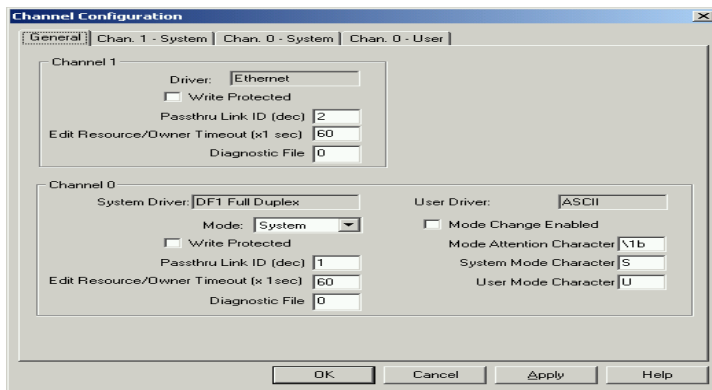 Channel Configuration
General Chan. 1 - System Chan. 0 - System Chan. 0 - User
Channel 1
Driver: Ethernet
Write Protected
Passthru Link ID (dec) 2
Edit Resource/Owner Timeout (x1 sec) 60
Diagnostic File 0
Channel 0
System Driver: DF1 Full Duplex User Driver: ASCII
Mode: System Mode Change Enabled
Write Protected Mode Attention Character \1b
Passthru Link ID (dec) 1 System Mode Character S
Edit Resource/Owner Timeout (x 1sec) 60 User Mode Character U
Diagnostic File 0
OK Cancel Apply Help